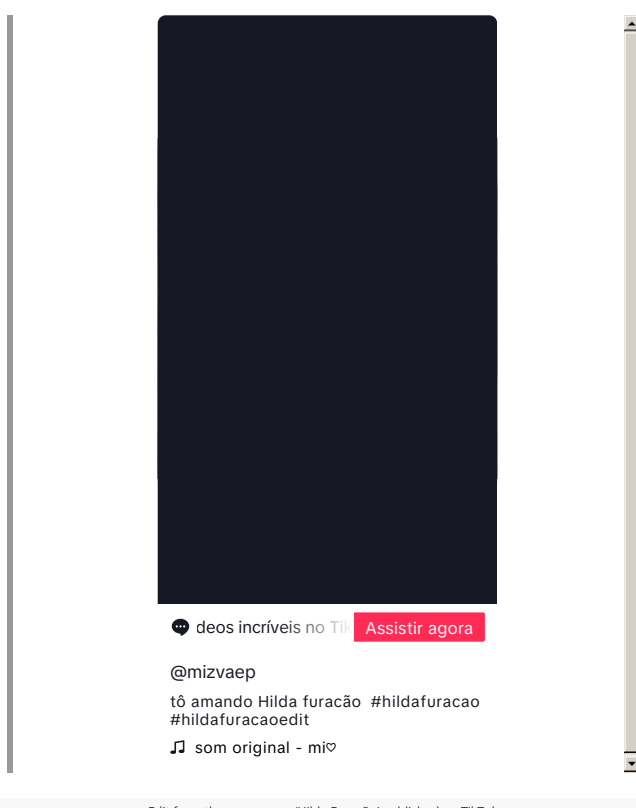 deos incríveis no Tik
Assistir agora
@mizvaep
tô amando Hilda furacão #hildafuracao
#hildafuracaoedit
som original - mi♡